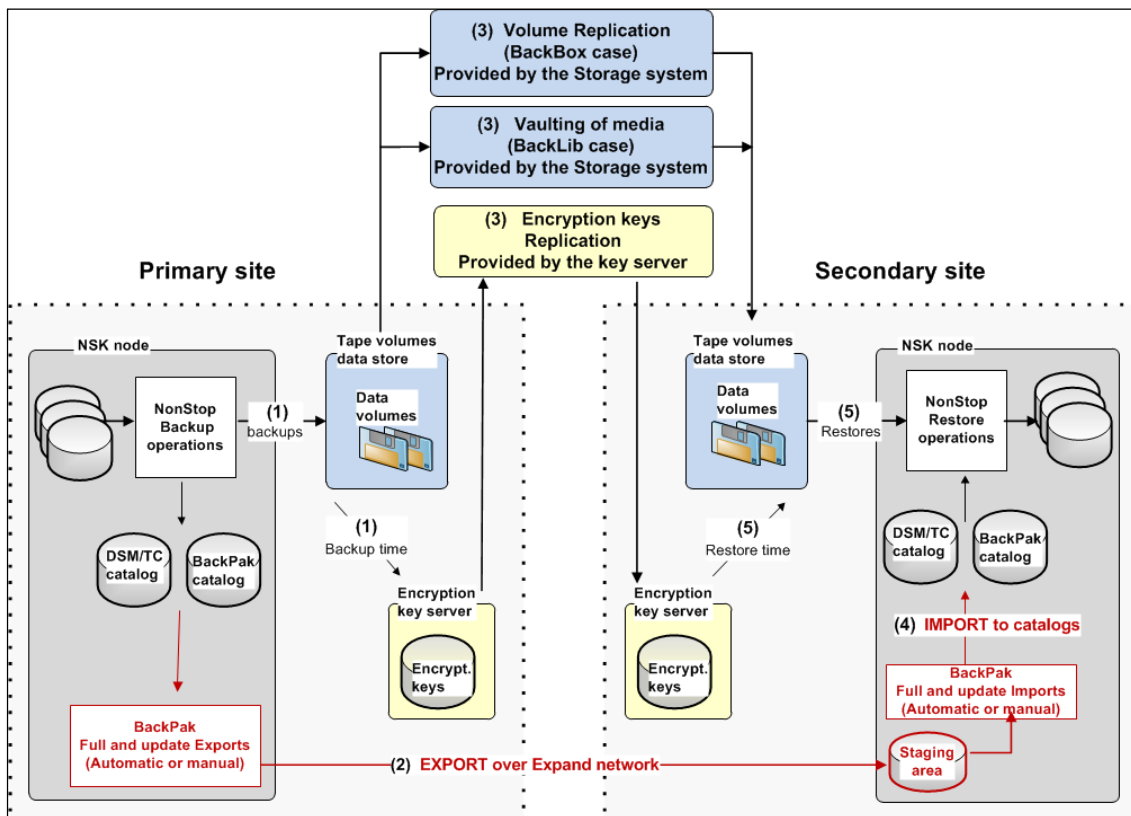 (3) Volume Replication
(BackBox case)
Provided by the Storage system
(3) Vaulting of media
(BackLib case)
Provided by the Storage system
(3) Encryption keys
Replication
Provided by the key server
Primary site
Secondary site
NSK node
NonStop
Backup
operations
(1)
backups
Tape volumes
data store
Data
volumes
(1)
Backup time
DSM/TC
catalog
BackPak
catalog
Encryption
key server
Encrypt.
keys
BackPak
Full and update Exports
(Automatic or manual)
(2) EXPORT over Expand network
Tape volumes
data store
Data
volumes
(5)
Restores
(5)
Restore time
Encryption
key server
Encrypt.
keys
NSK node
NonStop
Restore
operations
DSM/TC
catalog
BackPak
catalog
(4) IMPORT to catalogs
BackPak
Full and update Imports
(Automatic or manual)
Staging
area